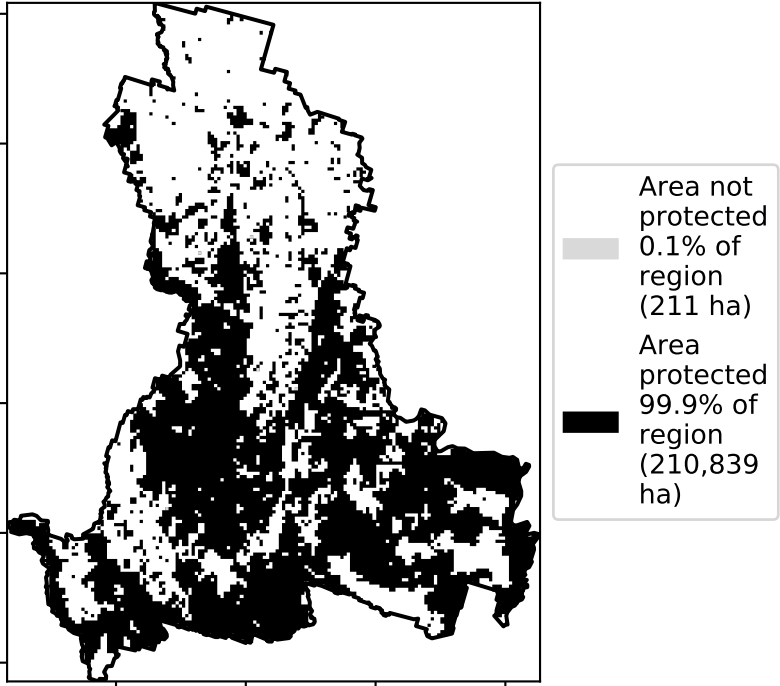 Area not
protected
0.1% of
region
(211 ha)
Area
protected
99.9% of
region
(210,839
ha)